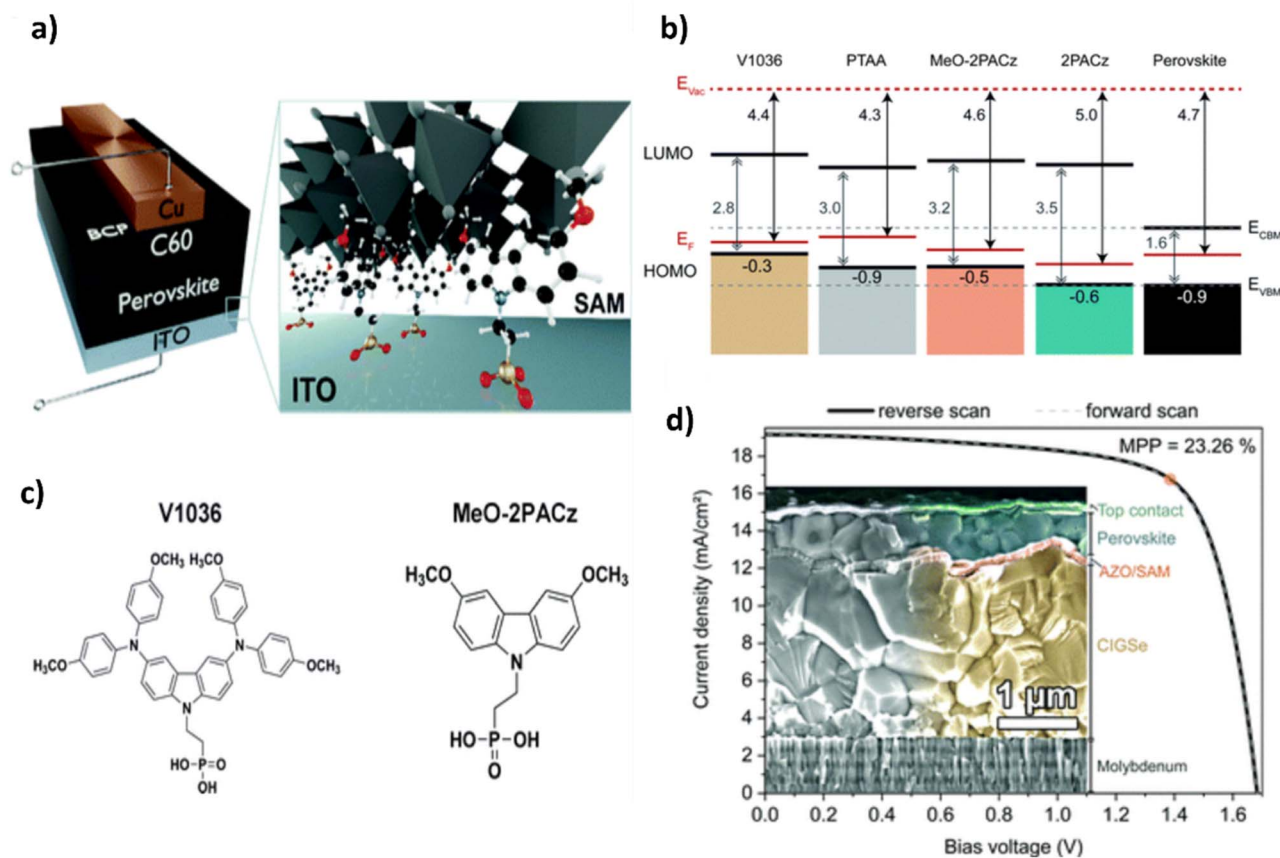 a)
Cu
BCP
C60
Perovskite
ITO
SAM
ITO
b)
V1036 PTAA MeO-2PACz 2PACz Perovskite
E_Vac
4.4 4.3 4.6 5.0 4.7
LUMO
2.8 3.0 3.2 3.5 1.6
E_CBM
E_F
HOMO
-0.3 -0.9 -0.5 -0.6 -0.9
E_VBM
c)
V1036
OCH₃ H₃CO
H₃CO N N OCH₃
N
HO-P=O
OH
MeO-2PACz
H₃CO OCH₃
N
HO-P-OH
O
d)
reverse scan forward scan
MPP = 23.26 %
Current density (mA/cm²)
18
16
14
12
10
8
6
4
2
0
Top contact
Perovskite
AZO/SAM
CIGSe
1 µm
Molybdenum
0.0 0.2 0.4 0.6 0.8 1.0 1.2 1.4 1.6
Bias voltage (V)